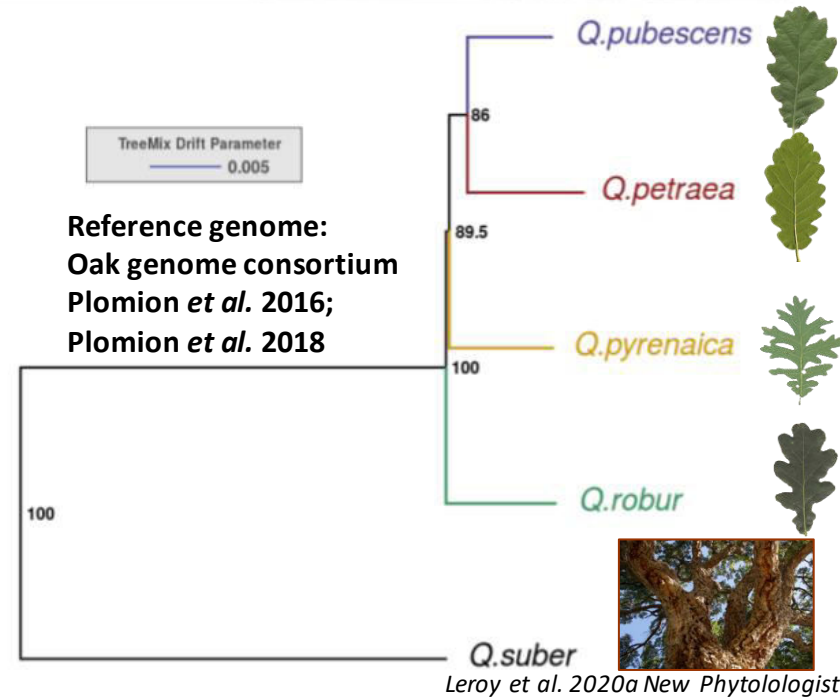 Q.pubescens
86
TreeMix Drift Parameter
0.005
Q.petraea
Reference genome:
Oak genome consortium
Plomion et al. 2016;
Plomion et al. 2018
89.5
Q.pyrenaica
100
Q.robur
100
Q.suber
Leroy et al. 2020a New Phytolologist